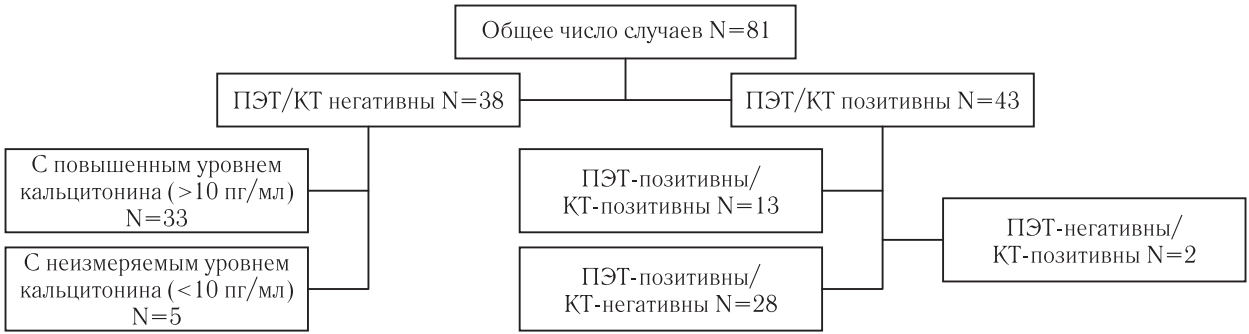 Общее число случаев N=81
ПЭТ/КТ негативны N=38
ПЭТ/КТ позитивны N=43
С повышенным уровнем
кальцитонина (>10 пг/мл)
N=33
ПЭТ-позитивны/
КТ-позитивны N=13
ПЭТ-негативны/
КТ-позитивны N=2
С неизмеряемым уровнем
кальцитонина (<10 пг/мл)
N=5
ПЭТ-позитивны/
КТ-негативны N=28